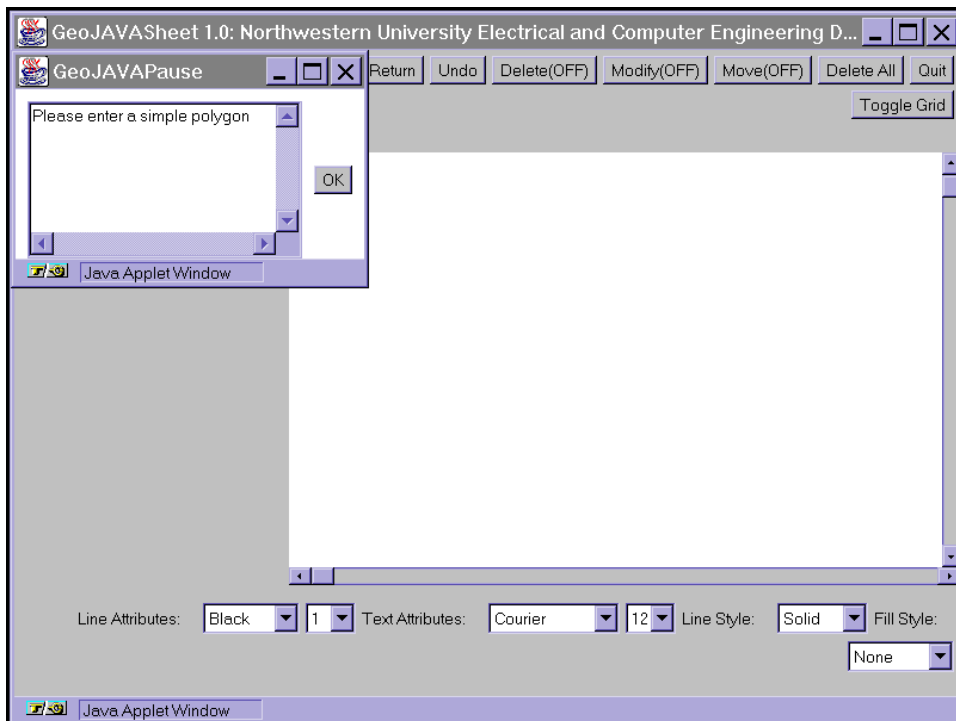 GeoJAVASheet 1.0: Northwestern University Electrical and Computer Engineering D...
GeoJAVAPause
Return Undo Delete(OFF) Modify(OFF) Move(OFF) Delete All Quit
Toggle Grid
Please enter a simple polygon
OK
Java Applet Window
Line Attributes: Black 1 Text Attributes: Courier 12 Line Style: Solid Fill Style:
None
Java Applet Window